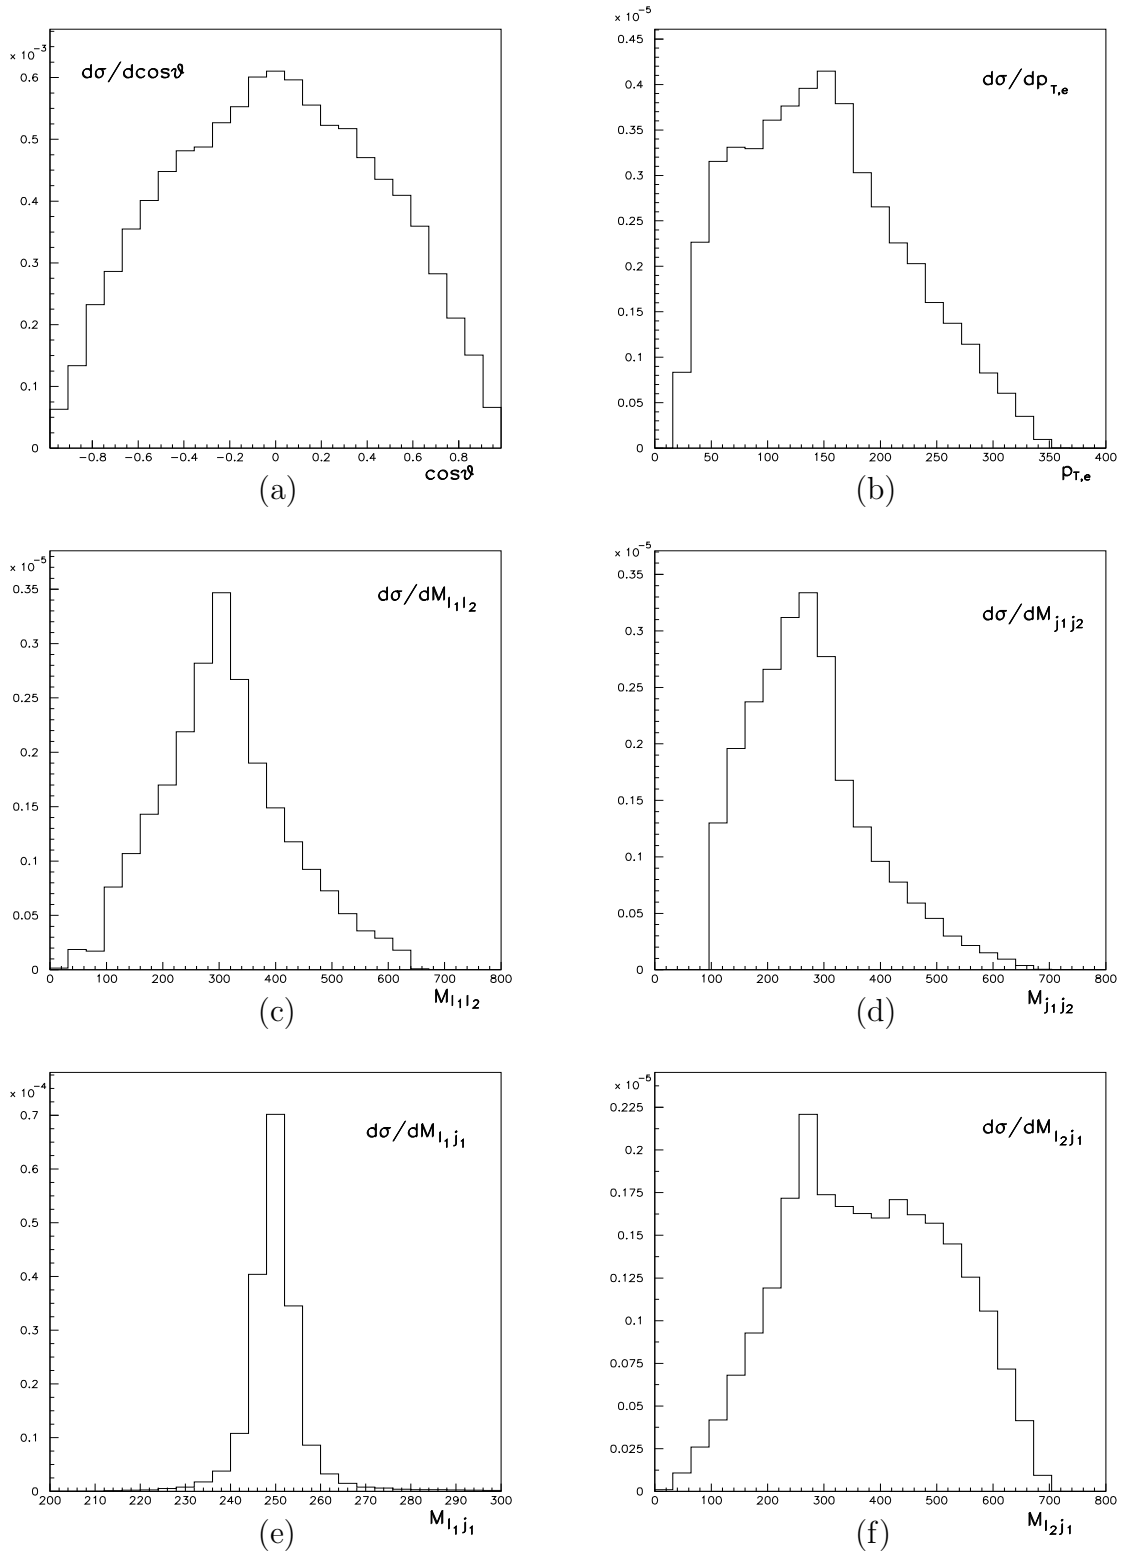 × 10⁻³
dσ/dcosϑ
0.6
0.5
0.4
0.3
0.2
0.1
0
−0.8 −0.6 −0.4 −0.2 0 0.2 0.4 0.6 0.8
cosϑ
(a)
× 10⁻⁵
dσ/dp_T,e
0.45
0.4
0.35
0.3
0.25
0.2
0.15
0.1
0.05
0
0 50 100 150 200 250 300 350 400
p_T,e
(b)
× 10⁻⁵
dσ/dM_l₁l₂
0.35
0.3
0.25
0.2
0.15
0.1
0.05
0
0 100 200 300 400 500 600 700 800
M_l₁l₂
(c)
× 10⁻⁵
dσ/dM_j1j2
0.35
0.3
0.25
0.2
0.15
0.1
0.05
0
0 100 200 300 400 500 600 700 800
M_j1j2
(d)
× 10⁻⁴
dσ/dM_l₁j₁
0.7
0.6
0.5
0.4
0.3
0.2
0.1
0
200 210 220 230 240 250 260 270 280 290 300
M_l₁j₁
(e)
× 10⁻⁵
dσ/dM_l₂j₁
0.225
0.2
0.175
0.15
0.125
0.1
0.075
0.05
0.025
0
0 100 200 300 400 500 600 700 800
M_l₂j₁
(f)